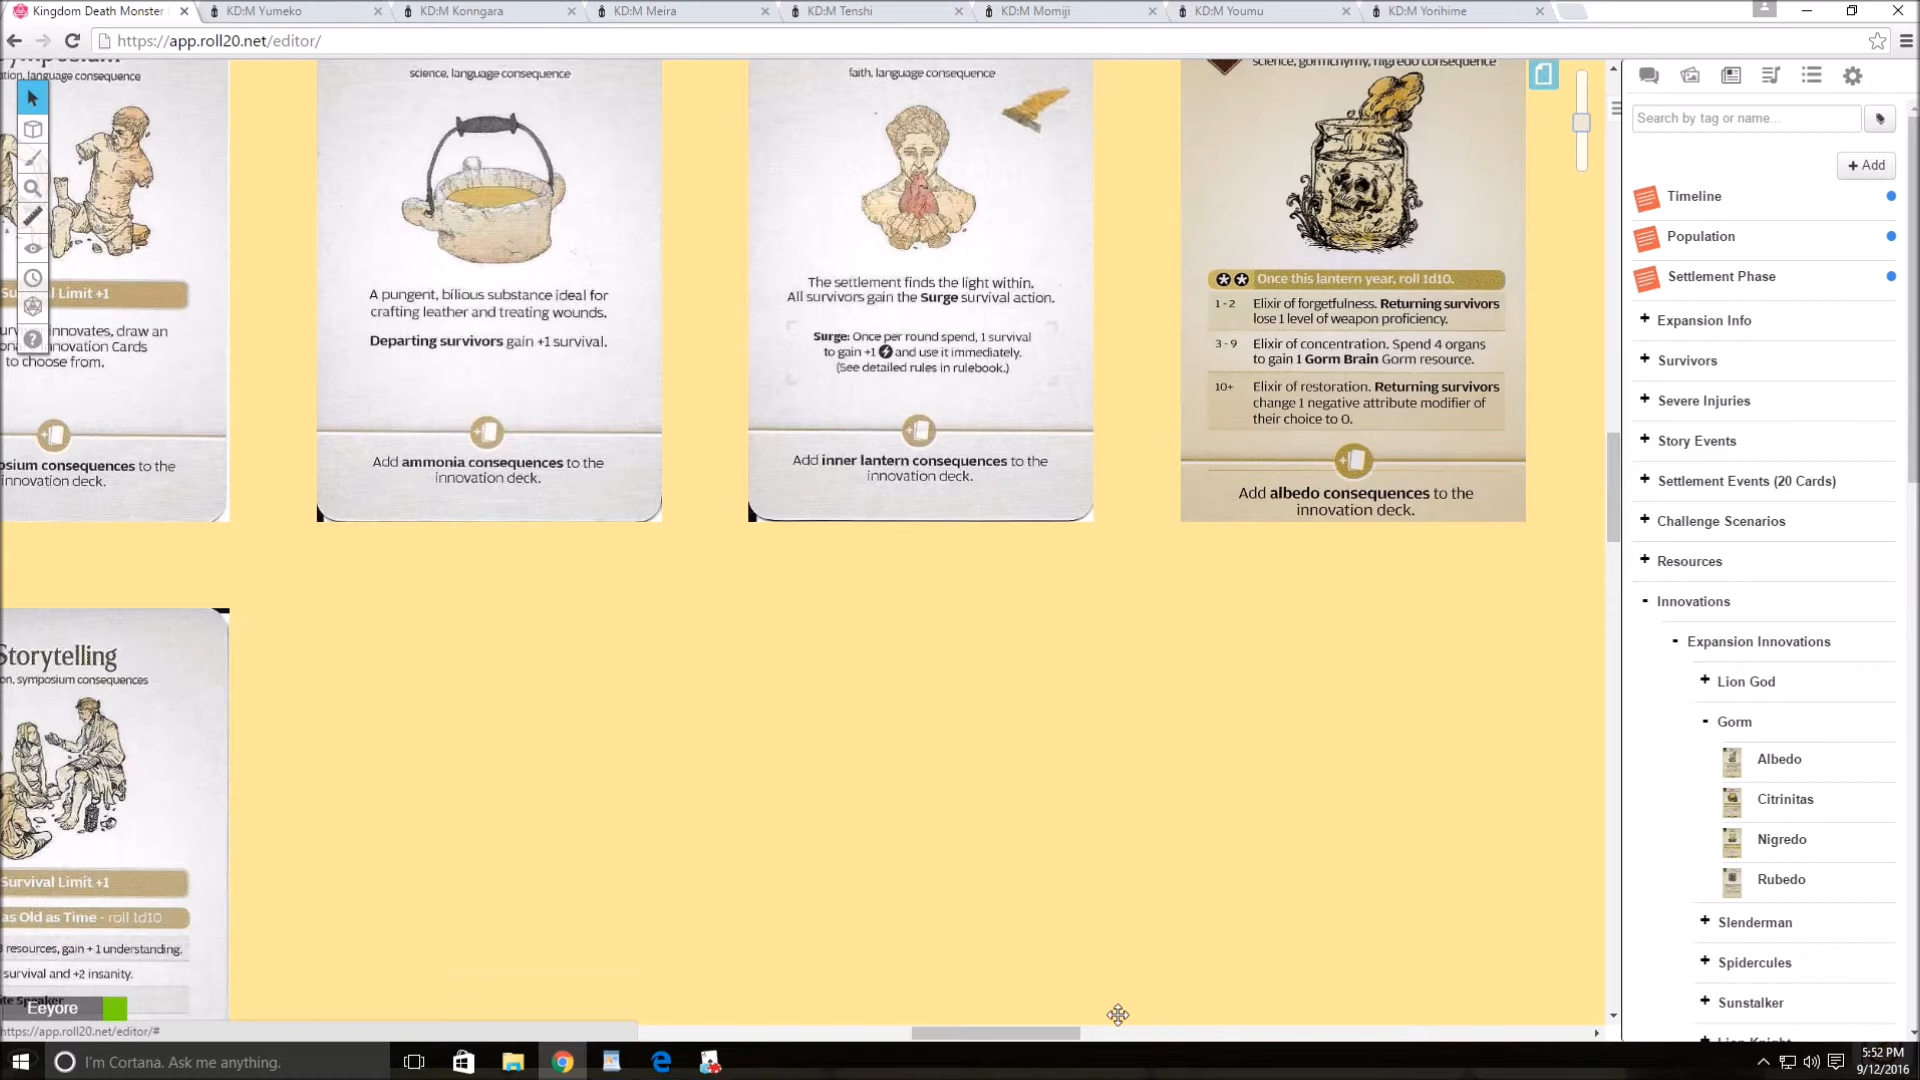 Kingdom Death Monster
KD:M Yumeko
KD:M Konngara
KD:M Meira
KD:M Tenshi
KD:M Momiji
KD:M Youmu
KD:M Yorihime
https://app.roll20.net/editor/
language consequence
Limit +1
innovates, draw an
nnovation Cards
to choose from.
osium consequences to the
innovation deck.
science, language consequence
A pungent, bilious substance ideal for
crafting leather and treating wounds.
Departing survivors gain +1 survival.
Add ammonia consequences to the
innovation deck.
faith, language consequence
The settlement finds the light within.
All survivors gain the Surge survival action.
Surge: Once per round spend, 1 survival
to gain +1 and use it immediately.
(See detailed rules in rulebook.)
Add inner lantern consequences to the
innovation deck.
science, gormchymy, nigredo consequence
Once this lantern year, roll 1d10.
1 - 2 Elixir of forgetfulness. Returning survivors
lose 1 level of weapon proficiency.
3 - 9 Elixir of concentration. Spend 4 organs
to gain 1 Gorm Brain Gorm resource.
10+ Elixir of restoration. Returning survivors
change 1 negative attribute modifier of
their choice to 0.
Add albedo consequences to the
innovation deck.
Storytelling
on, symposium consequences
Survival Limit +1
as Old as Time - roll 1d10
resources, gain + 1 understanding.
survival and +2 insanity.
Speaker
Eeyore
https://app.roll20.net/editor/#
Search by tag or name...
+ Add
Timeline
Population
Settlement Phase
+ Expansion Info
+ Survivors
+ Severe Injuries
+ Story Events
+ Settlement Events (20 Cards)
+ Challenge Scenarios
+ Resources
- Innovations
- Expansion Innovations
+ Lion God
- Gorm
Albedo
Citrinitas
Nigredo
Rubedo
+ Slenderman
+ Spidercules
+ Sunstalker
Lion Knight
I'm Cortana. Ask me anything.
5:52 PM
9/12/2016